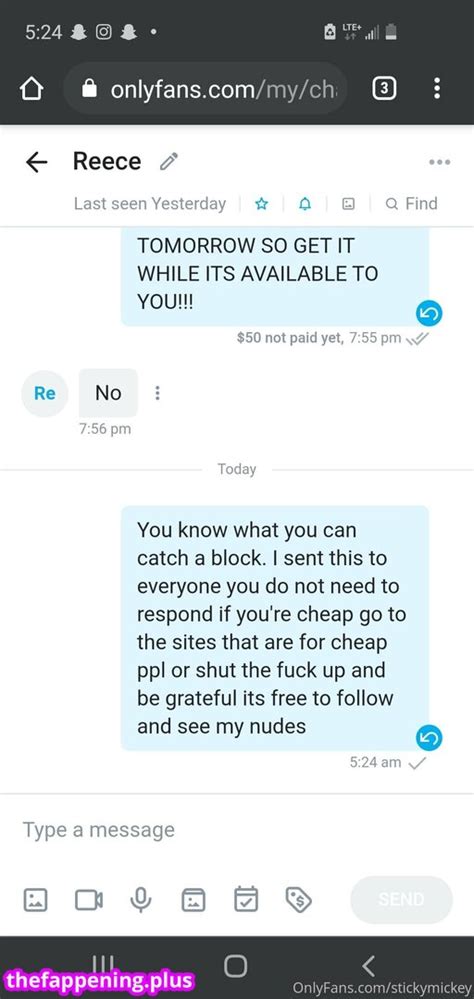 5:24
LTE+
onlyfans.com/my/ch
3
Reece
Last seen Yesterday
Find
TOMORROW SO GET IT
WHILE ITS AVAILABLE TO
YOU!!!
$50 not paid yet, 7:55 pm
Re
No
7:56 pm
Today
You know what you can
catch a block. I sent this to
everyone you do not need to
respond if you're cheap go to
the sites that are for cheap
ppl or shut the fuck up and
be grateful its free to follow
and see my nudes
5:24 am
Type a message
SEND
thefappening.plus
OnlyFans.com/stickymickey